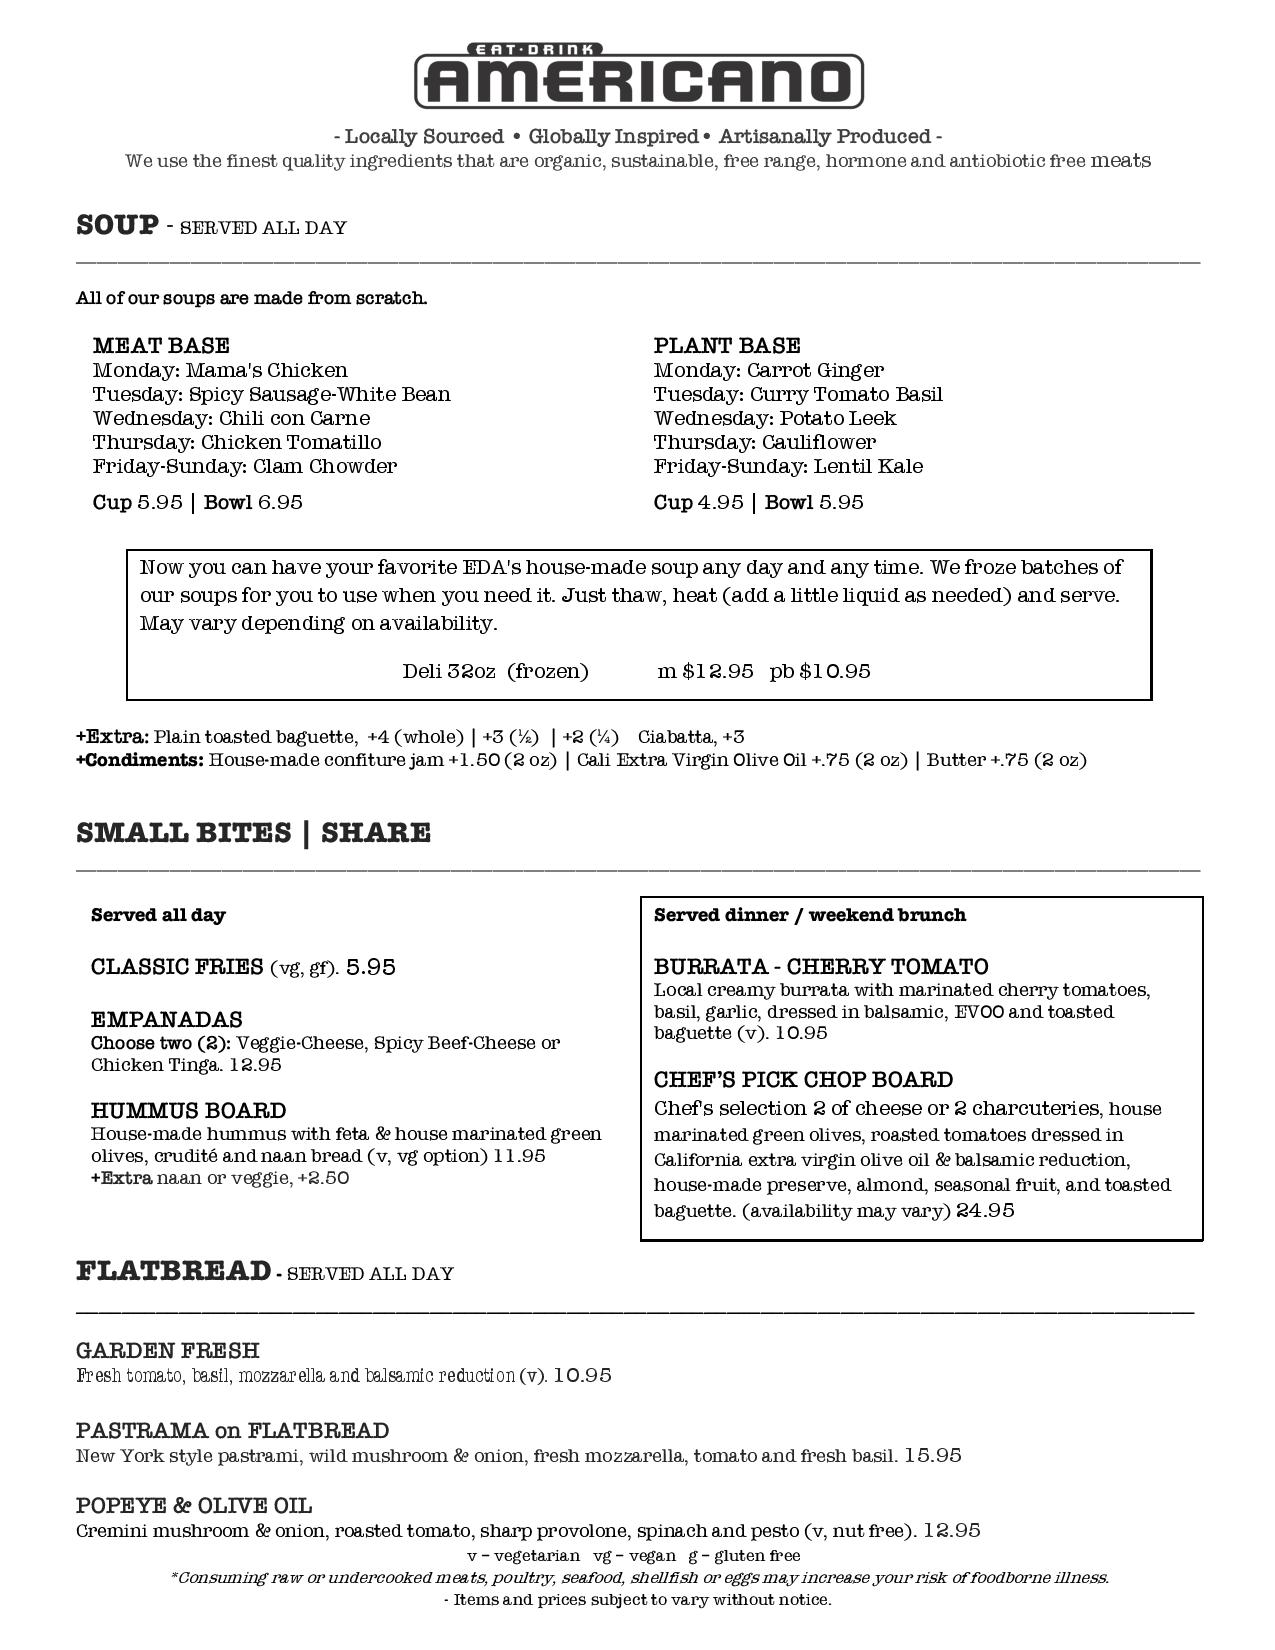 EAT·DRINK
AMERICANO
- Locally Sourced • Globally Inspired • Artisanally Produced -
We use the finest quality ingredients that are organic, sustainable, free range, hormone and antiobiotic free meats
SOUP - SERVED ALL DAY
All of our soups are made from scratch.
MEAT BASE
Monday: Mama's Chicken
Tuesday: Spicy Sausage-White Bean
Wednesday: Chili con Carne
Thursday: Chicken Tomatillo
Friday-Sunday: Clam Chowder
Cup 5.95 | Bowl 6.95
PLANT BASE
Monday: Carrot Ginger
Tuesday: Curry Tomato Basil
Wednesday: Potato Leek
Thursday: Cauliflower
Friday-Sunday: Lentil Kale
Cup 4.95 | Bowl 5.95
Now you can have your favorite EDA's house-made soup any day and any time. We froze batches of
our soups for you to use when you need it. Just thaw, heat (add a little liquid as needed) and serve.
May vary depending on availability.
Deli 32oz (frozen) m $12.95 pb $10.95
+Extra: Plain toasted baguette, +4 (whole) | +3 (½) | +2 (¼) Ciabatta, +3
+Condiments: House-made confiture jam +1.50 (2 oz) | Cali Extra Virgin Olive Oil +.75 (2 oz) | Butter +.75 (2 oz)
SMALL BITES | SHARE
Served all day
CLASSIC FRIES (vg, gf). 5.95
EMPANADAS
Choose two (2): Veggie-Cheese, Spicy Beef-Cheese or
Chicken Tinga. 12.95
HUMMUS BOARD
House-made hummus with feta & house marinated green
olives, crudité and naan bread (v, vg option) 11.95
+Extra naan or veggie, +2.50
Served dinner / weekend brunch
BURRATA - CHERRY TOMATO
Local creamy burrata with marinated cherry tomatoes,
basil, garlic, dressed in balsamic, EVOO and toasted
baguette (v). 10.95
CHEF’S PICK CHOP BOARD
Chef's selection 2 of cheese or 2 charcuteries, house
marinated green olives, roasted tomatoes dressed in
California extra virgin olive oil & balsamic reduction,
house-made preserve, almond, seasonal fruit, and toasted
baguette. (availability may vary) 24.95
FLATBREAD - SERVED ALL DAY
GARDEN FRESH
Fresh tomato, basil, mozzarella and balsamic reduction (v). 10.95
PASTRAMA on FLATBREAD
New York style pastrami, wild mushroom & onion, fresh mozzarella, tomato and fresh basil. 15.95
POPEYE & OLIVE OIL
Cremini mushroom & onion, roasted tomato, sharp provolone, spinach and pesto (v, nut free). 12.95
v – vegetarian vg – vegan g – gluten free
*Consuming raw or undercooked meats, poultry, seafood, shellfish or eggs may increase your risk of foodborne illness.
- Items and prices subject to vary without notice.